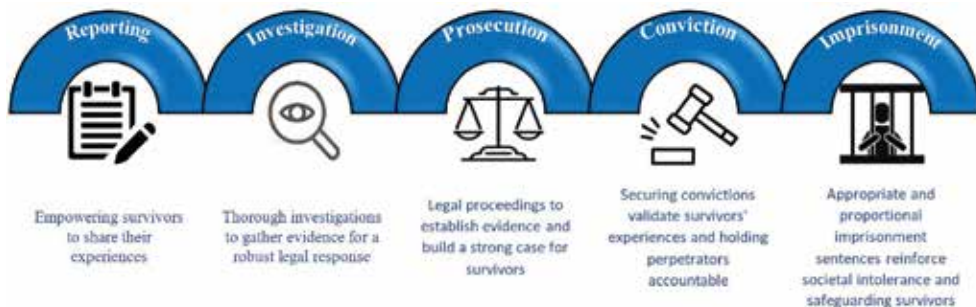 Reporting
Investigation
Prosecution
Conviction
Imprisonment
Empowering survivors
to share their
experiences
Thorough investigations
to gather evidence for a
robust legal response
Legal proceedings to
establish evidence and
build a strong case for
survivors
Securing convictions
validate survivors'
experiences and holding
perpetrators
accountable
Appropriate and
proportional
imprisonment
sentences reinforce
societal intolerance and
safeguarding survivors